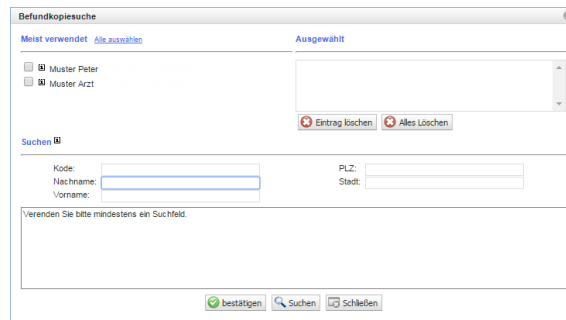 Befundkopiesuche
Meist verwendet Alle auswählen
Ausgewählt
Muster Peter
Muster Arzt
Eintrag löschen Alles Löschen
Suchen
Kode: PLZ:
Nachname: Stadt:
Vorname:
Verenden Sie bitte mindestens ein Suchfeld.
bestätigen Suchen Schließen